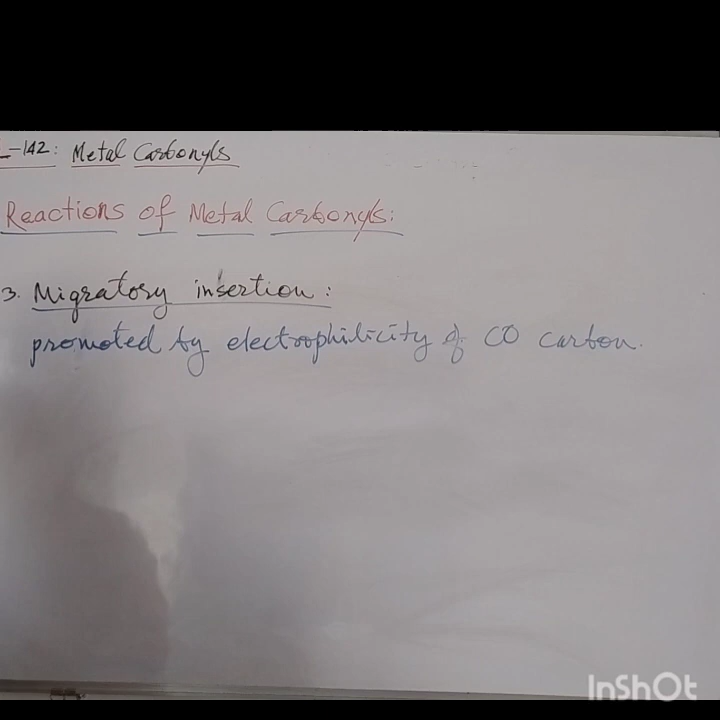 L-142: Metal Carbonyls
Reactions of Metal Carbonyls:
3. Migratory insertion:
promoted by electrophilicity of CO carbon.
InShOt